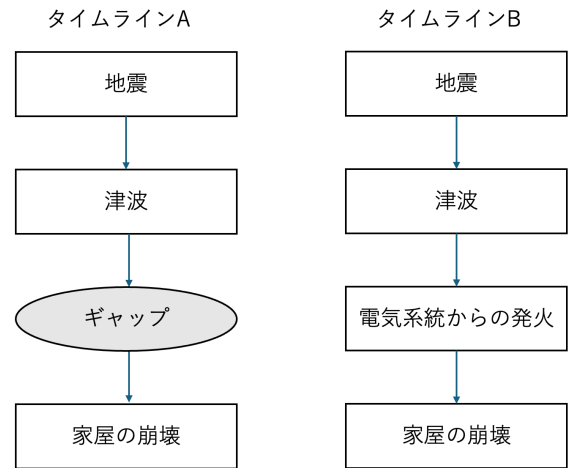 タイムラインA
地震
津波
ギャップ
家屋の崩壊
タイムラインB
地震
津波
電気系統からの発火
家屋の崩壊